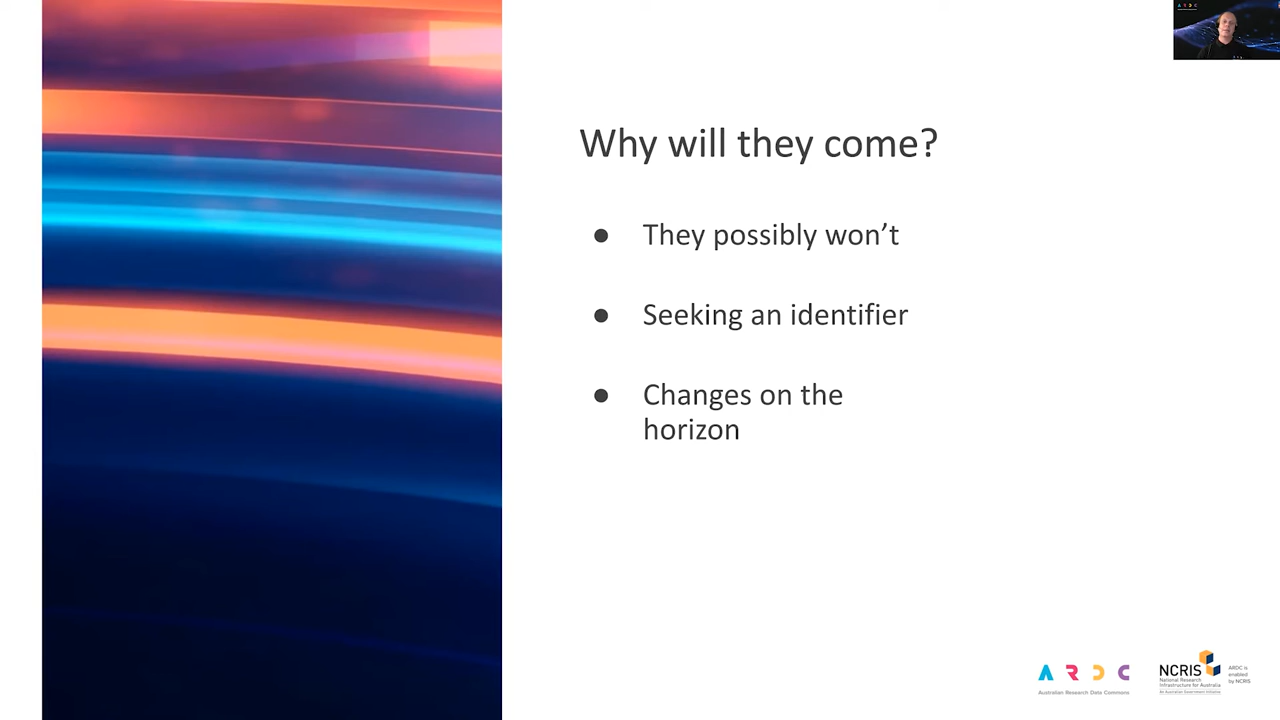 A R D C
Why will they come?
● They possibly won’t
● Seeking an identifier
● Changes on the
horizon
A R D C
Australian Research Data Commons
NCRIS
National Research
Infrastructure for Australia
An Australian Government Initiative
ARDC is
enabled
by NCRIS